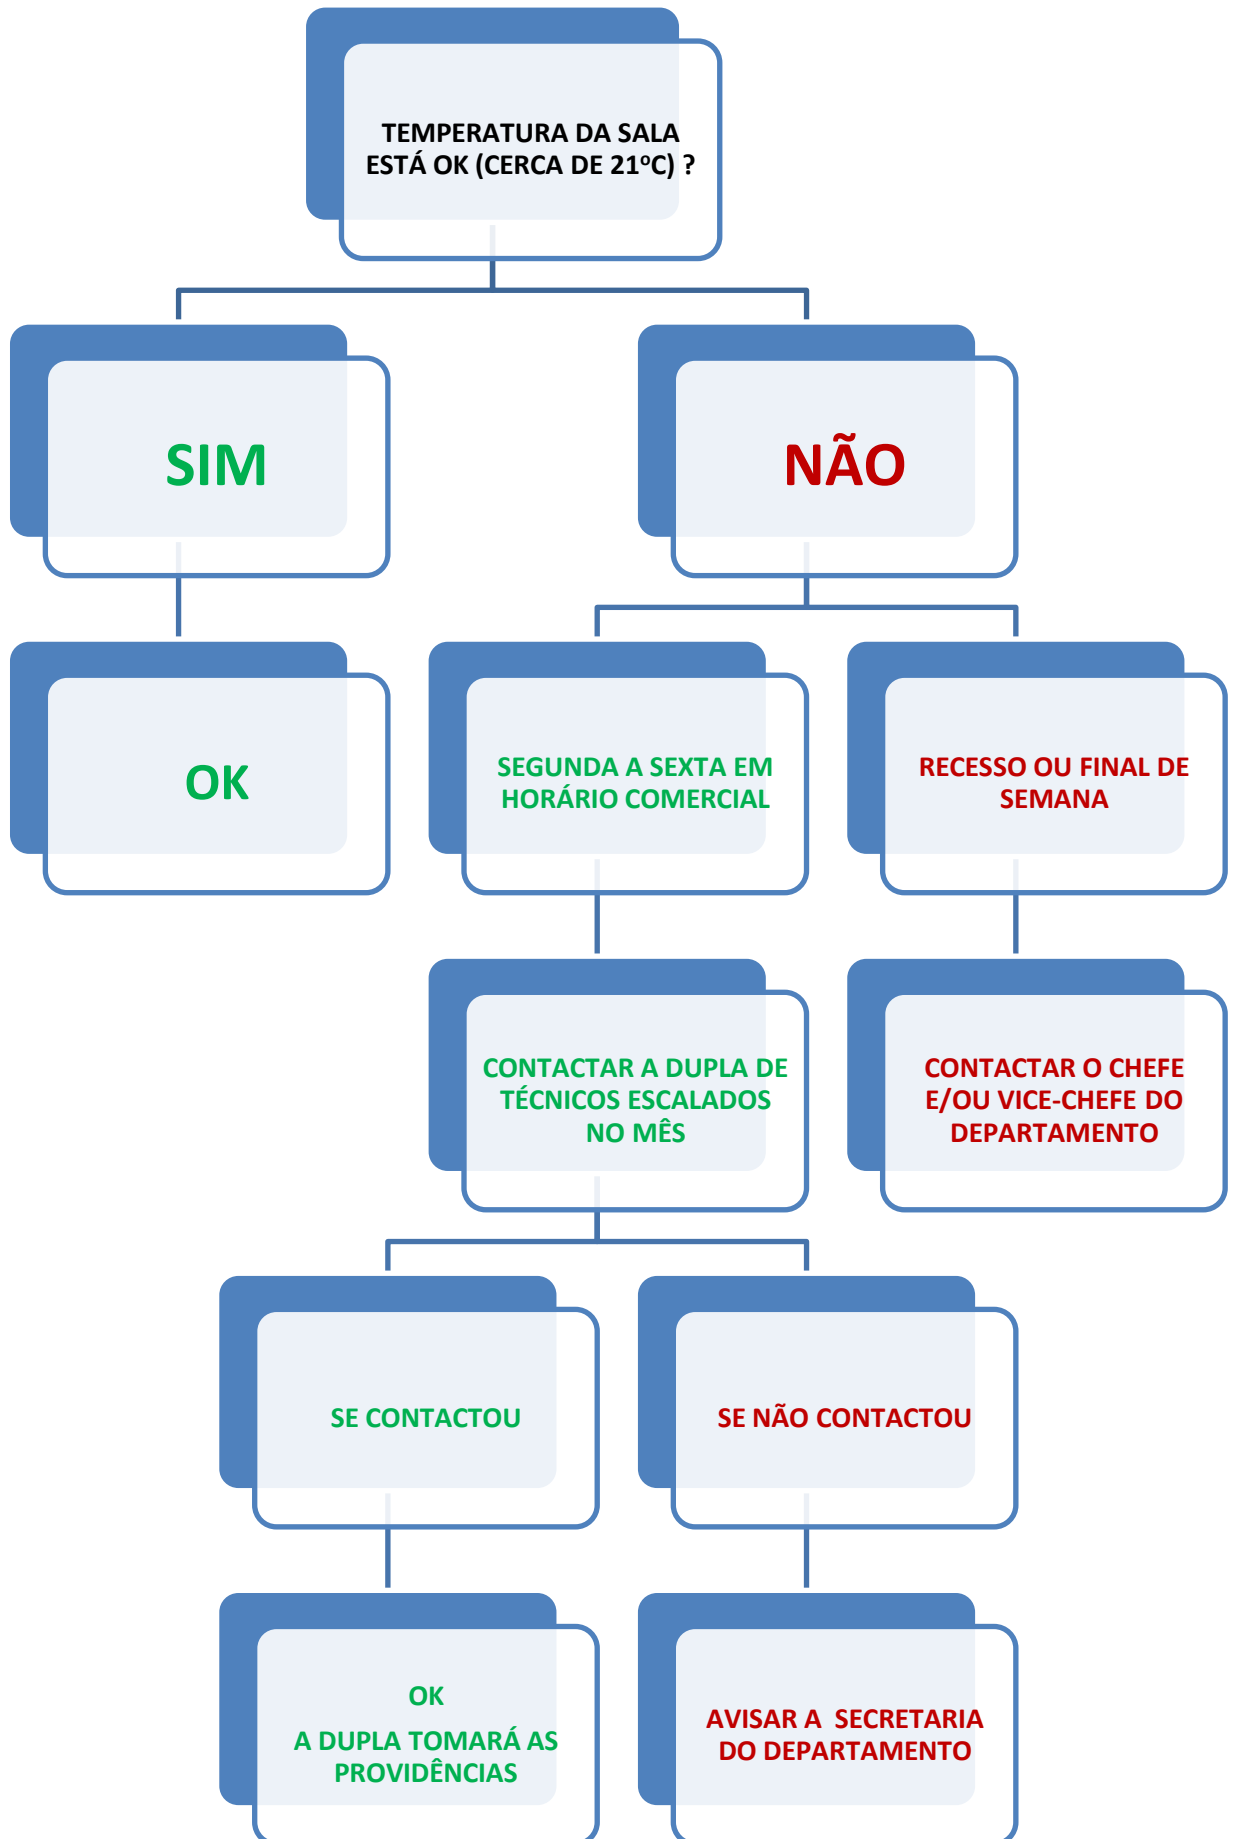 TEMPERATURA DA SALA
ESTÁ OK (CERCA DE 21ºC) ?
SIM
NÃO
OK
SEGUNDA A SEXTA EM
HORÁRIO COMERCIAL
RECESSO OU FINAL DE
SEMANA
CONTACTAR A DUPLA DE
TÉCNICOS ESCALADOS
NO MÊS
CONTACTAR O CHEFE
E/OU VICE-CHEFE DO
DEPARTAMENTO
SE CONTACTOU
SE NÃO CONTACTOU
OK
A DUPLA TOMARÁ AS
PROVIDÊNCIAS
AVISAR A SECRETARIA
DO DEPARTAMENTO